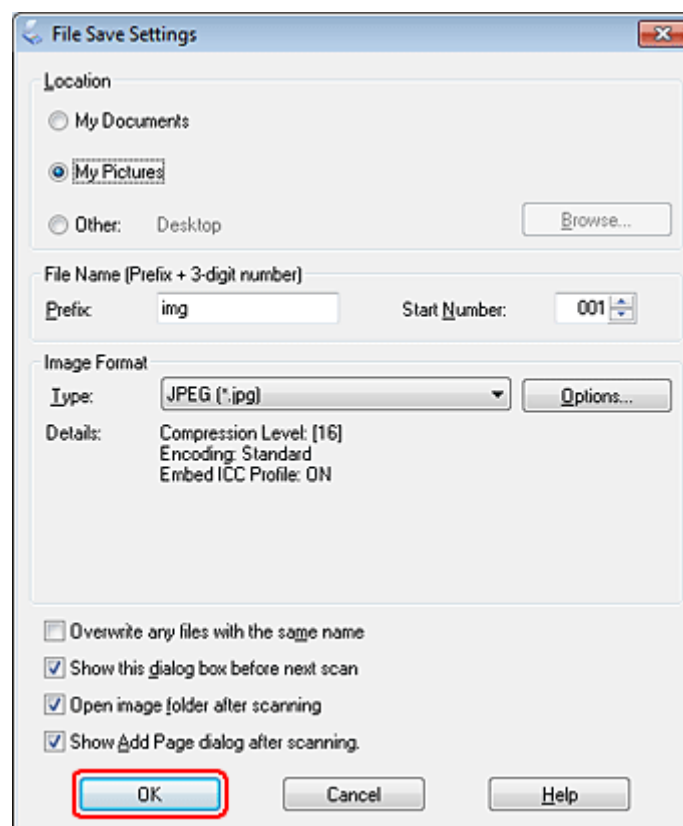 File Save Settings
Location
My Documents
My Pictures
Other: Desktop Browse...
File Name (Prefix + 3-digit number)
Prefix: img Start Number: 001
Image Format
Type: JPEG (*.jpg) Options...
Details: Compression Level: [16]
Encoding: Standard
Embed ICC Profile: ON
Overwrite any files with the same name
Show this dialog box before next scan
Open image folder after scanning
Show Add Page dialog after scanning.
OK Cancel Help